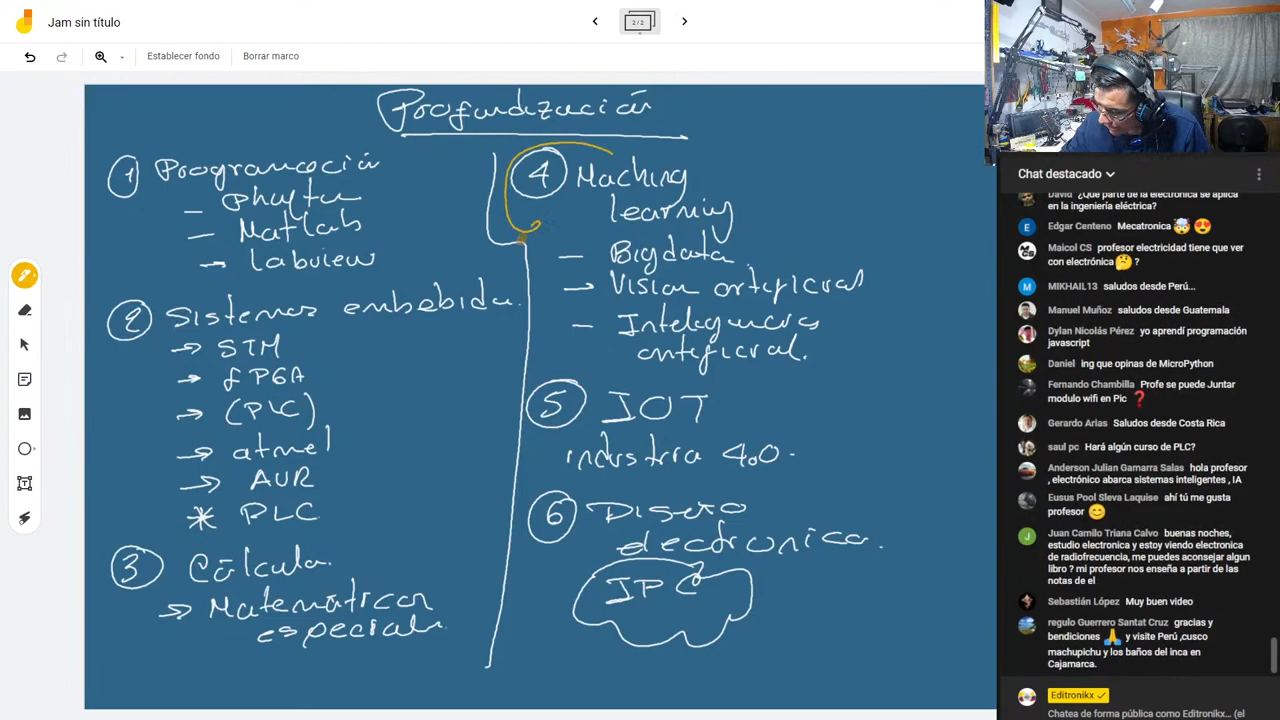 Jam sin título
2 / 2
Establecer fondo
Borrar marco
Profundización
1 Programación
- Phayton
- Matlab
- labview
2 Sistemas embebidos.
→ STM
→ FPGA
→ (PLC)
→ atmel
→ AVR
* PLC
3 Cálculo.
→ Matemáticas
especiales.
4 Maching
learning
- Bigdata
→ Vision artificial
- Inteligencia
artificial.
5 IOT
industria 4.0.
6 Diseño
electronico.
IPC
Chat destacado
David ¿Qué parte de la electrónica se aplica
en la ingeniería eléctrica?
Edgar Centeno Mecatronica 🤯 😍
Maicol CS profesor electricidad tiene que ver
con electrónica 🤔 ?
MIKHAIL13 saludos desde Perú...
Manuel Muñoz saludos desde Guatemala
Dylan Nicolás Pérez yo aprendí programación
javascript
Daniel ing que opinas de MicroPython
Fernando Chambilla Profe se puede Juntar
modulo wifi en Pic ❓
Gerardo Arias Saludos desde Costa Rica
saul pc Hará algún curso de PLC?
Anderson Julian Gamarra Salas hola profesor
, electrónico abarca sistemas inteligentes , IA
Eusus Pool Sleva Laquise ahí tú me gusta
profesor 😊
Juan Camilo Triana Calvo buenas noches,
estudio electronica y estoy viendo electronica
de radiofrecuencia, me puedes aconsejar algun
libro ? mi profesor nos enseña a partir de las
notas de el
Sebastián López Muy buen video
regulo Guerrero Santat Cruz gracias y
bendiciones 🙏 y visite Perú ,cusco
machupichu y los baños del inca en
Cajamarca.
Editronikx ✓
Chatea de forma pública como Editronikx... (el